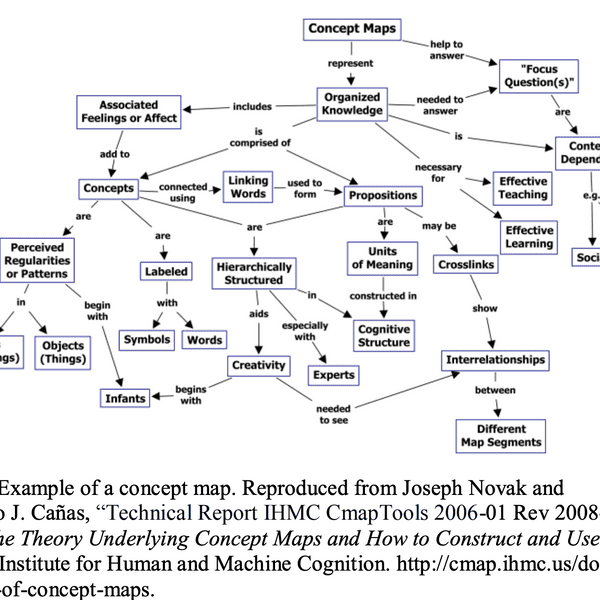 Concept Maps
help to
answer
represent
"Focus
Question(s)"
Associated
Feelings or Affect
includes
Organized
Knowledge
needed to
answer
are
is
comprised of
is
add to
necessary
for
Concepts
connected
using
Linking
Words
used to
form
Propositions
Effective
Teaching
e.g.
are
are
are
are
may be
Effective
Learning
Perceived
Regularities
or Patterns
Labeled
Hierarchically
Structured
Units
of Meaning
Crosslinks
in
begin
with
with
aids
in
especially
with
constructed in
show
Objects
(Things)
Symbols
Words
Cognitive
Structure
Creativity
Experts
Interrelationships
Infants
begins
with
needed
to see
between
Different
Map Segments
Example of a concept map. Reproduced from Joseph Novak and
J. Cañas, “Technical Report IHMC CmapTools 2006-01 Rev 2008-
Theory Underlying Concept Maps and How to Construct and Use
Institute for Human and Machine Cognition. http://cmap.ihmc.us/do
-of-concept-maps.